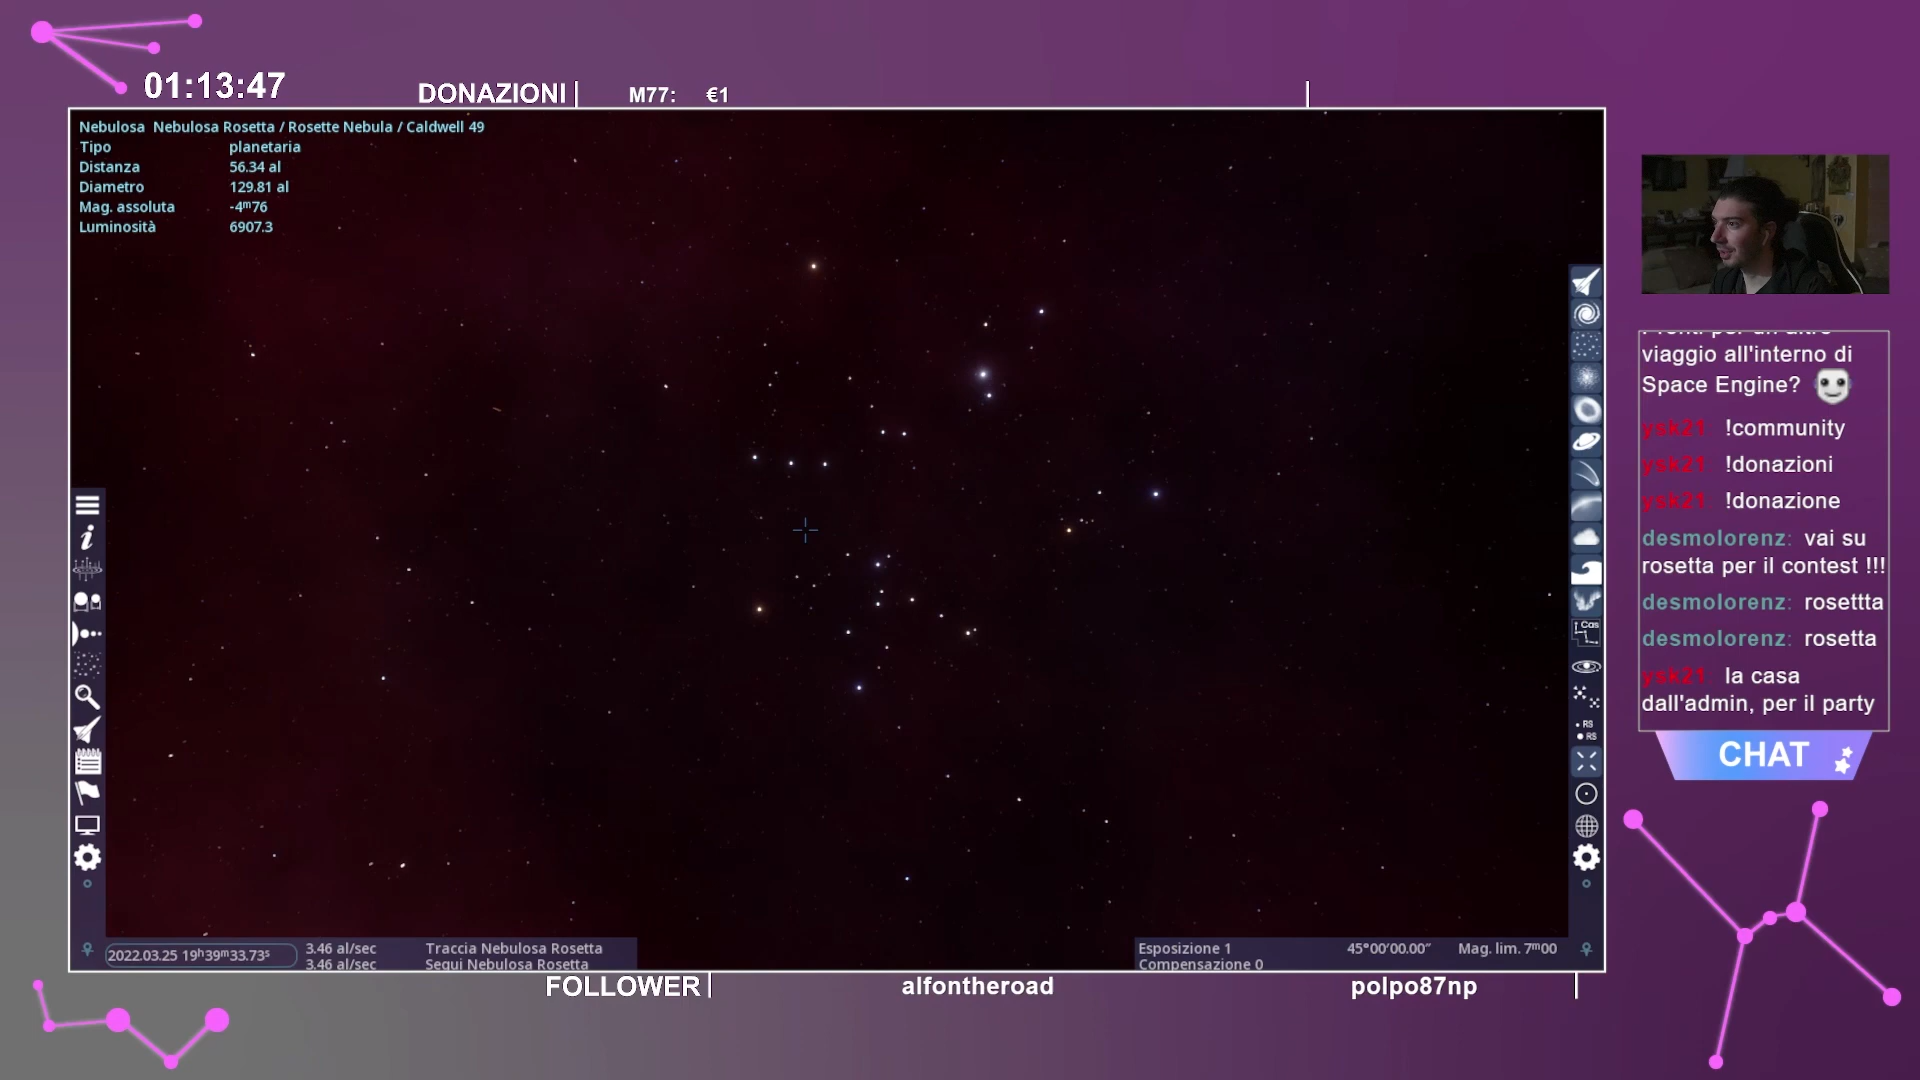 01:13:47
DONAZIONI
M77: €1
Nebulosa Nebulosa Rosetta / Rosette Nebula / Caldwell 49
Tipo planetaria
Distanza 56.34 al
Diametro 129.81 al
Mag. assoluta -4ᵐ76
Luminosità 6907.3
Cas
RS
RS
2022.03.25 19ʰ39ᵐ33.73ˢ
3.46 al/sec
3.46 al/sec
Traccia Nebulosa Rosetta
Segui Nebulosa Rosetta
Esposizione 1
Compensazione 0
45°00'00.00"
Mag. lim. 7ᵐ00
FOLLOWER
alfontheroad
polpo87np
viaggio all'interno di
Space Engine?
ysk21: !community
ysk21: !donazioni
ysk21: !donazione
desmolorenz: vai su
rosetta per il contest !!!
desmolorenz: rosettta
desmolorenz: rosetta
ysk21: la casa
dall'admin, per il party
CHAT